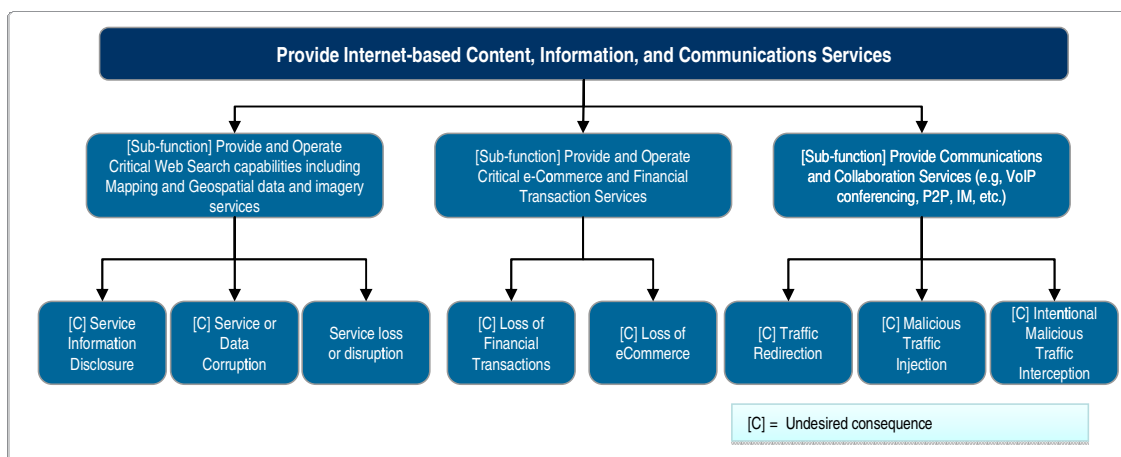 Provide Internet-based Content, Information, and Communications Services
[Sub-function] Provide and Operate
Critical Web Search capabilities including
Mapping and Geospatial data and imagery
services
[Sub-function] Provide and Operate
Critical e-Commerce and Financial
Transaction Services
[Sub-function] Provide Communications
and Collaboration Services (e.g, VoIP
conferencing, P2P, IM, etc.)
[C] Service
Information
Disclosure
[C] Service or
Data
Corruption
Service loss
or disruption
[C] Loss of
Financial
Transactions
[C] Loss of
eCommerce
[C] Traffic
Redirection
[C] Malicious
Traffic
Injection
[C] Intentional
Malicious
Traffic
Interception
[C] = Undesired consequence